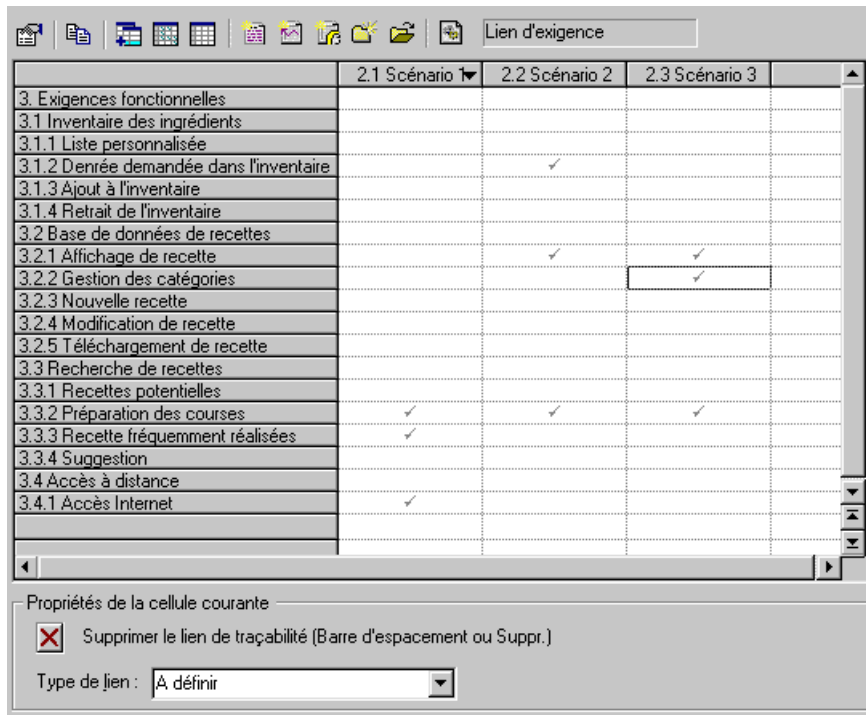 Lien d'exigence
2.1 Scénario 1 2.2 Scénario 2 2.3 Scénario 3
3. Exigences fonctionnelles
3.1 Inventaire des ingrédients
3.1.1 Liste personnalisée
3.1.2 Denrée demandée dans l'inventaire
3.1.3 Ajout à l'inventaire
3.1.4 Retrait de l'inventaire
3.2 Base de données de recettes
3.2.1 Affichage de recette
3.2.2 Gestion des catégories
3.2.3 Nouvelle recette
3.2.4 Modification de recette
3.2.5 Téléchargement de recette
3.3 Recherche de recettes
3.3.1 Recettes potentielles
3.3.2 Préparation des courses
3.3.3 Recette fréquemment réalisées
3.3.4 Suggestion
3.4 Accès à distance
3.4.1 Accès Internet
Propriétés de la cellule courante
Supprimer le lien de traçabilité (Barre d'espacement ou Suppr.)
Type de lien : A définir